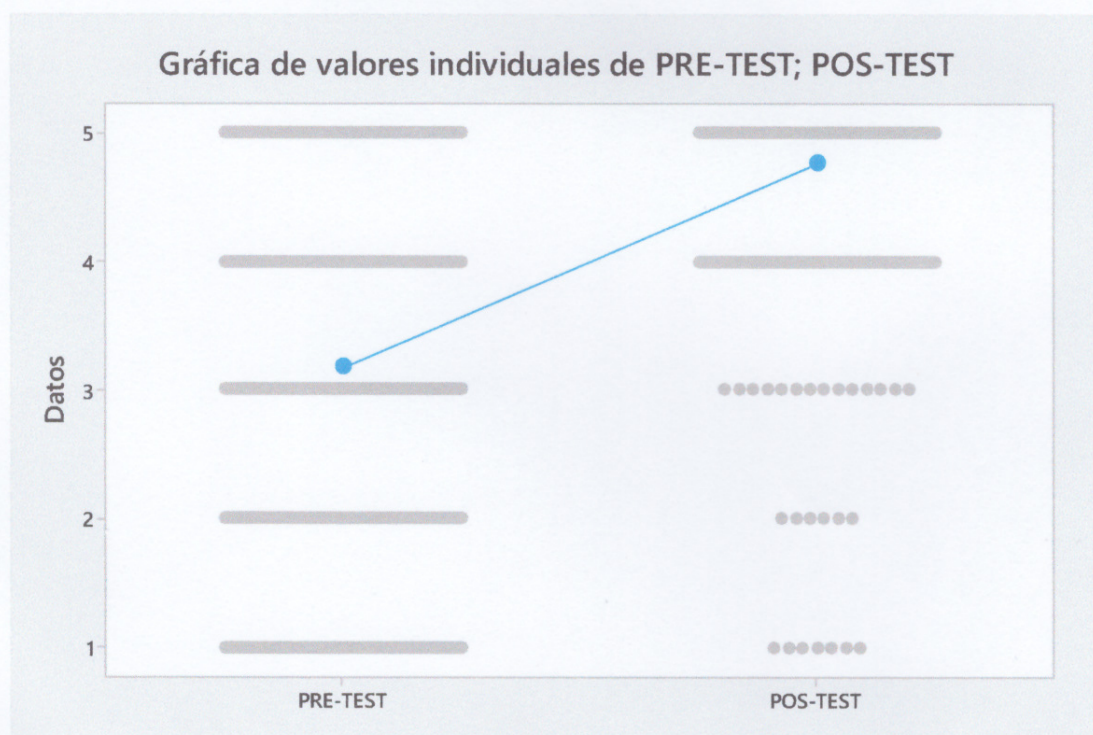 Gráfica de valores individuales de PRE-TEST; POS-TEST
5
4
Datos
3
2
1
PRE-TEST
POS-TEST